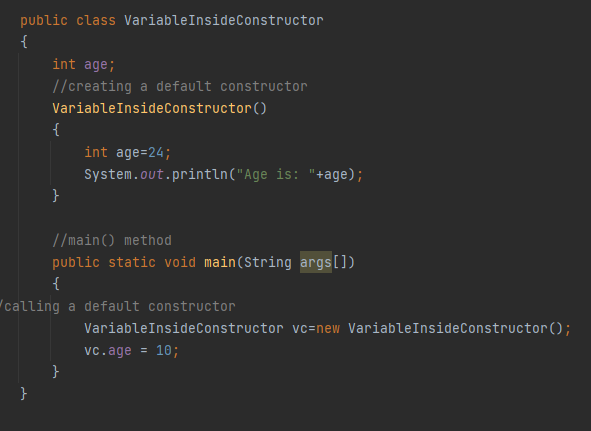 public class VariableInsideConstructor
{
int age;
//creating a default constructor
VariableInsideConstructor()
{
int age=24;
System.out.println("Age is: "+age);
}
//main() method
public static void main(String args[])
{
/calling a default constructor
VariableInsideConstructor vc=new VariableInsideConstructor();
vc.age = 10;
}
}